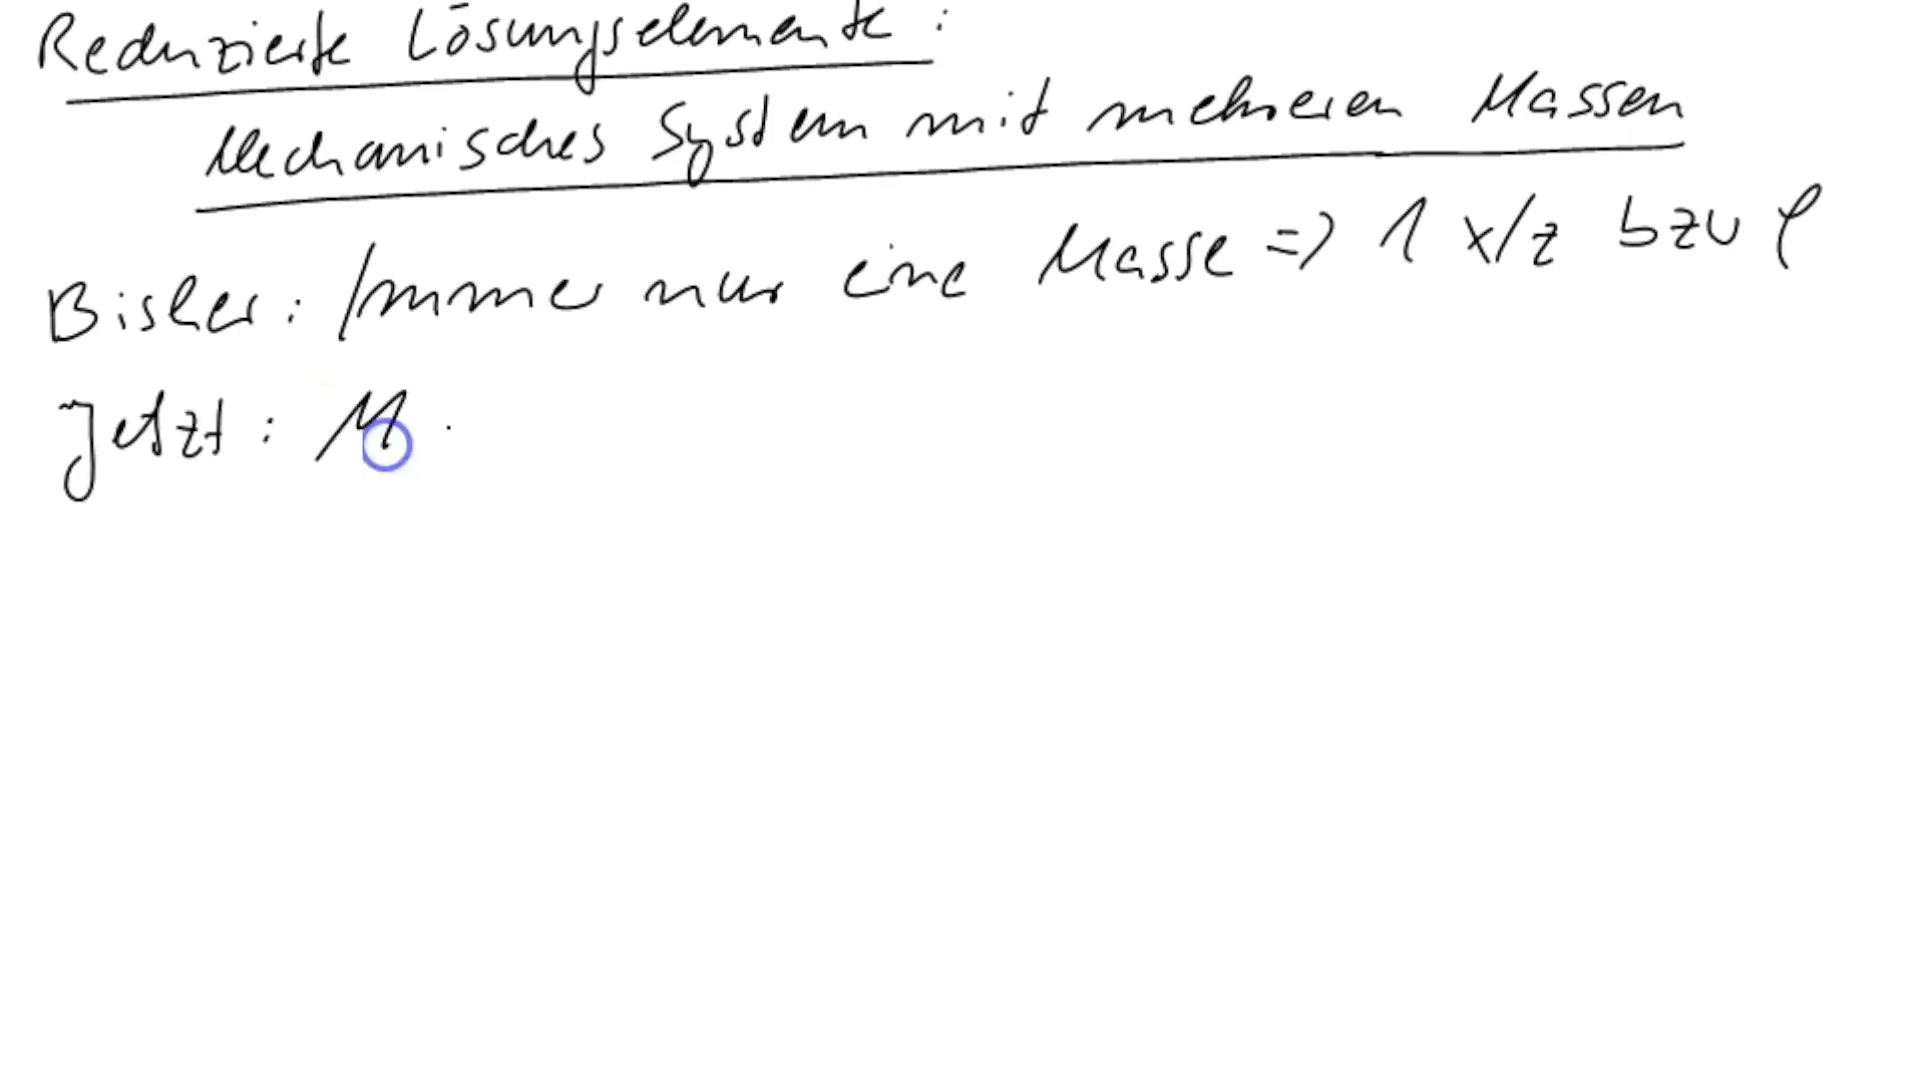 Reduzierte Lösungselemente:
Mechanisches System mit mehreren Massen
Bisher: Immer nur eine Masse => 1 x/z bzw φ
Jetzt: M